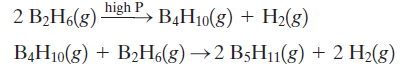 2 B₂H₆(g) high P→ B₄H₁₀(g) + H₂(g)
B₄H₁₀(g) + B₂H₆(g) → 2 B₅H₁₁(g) + 2 H₂(g)